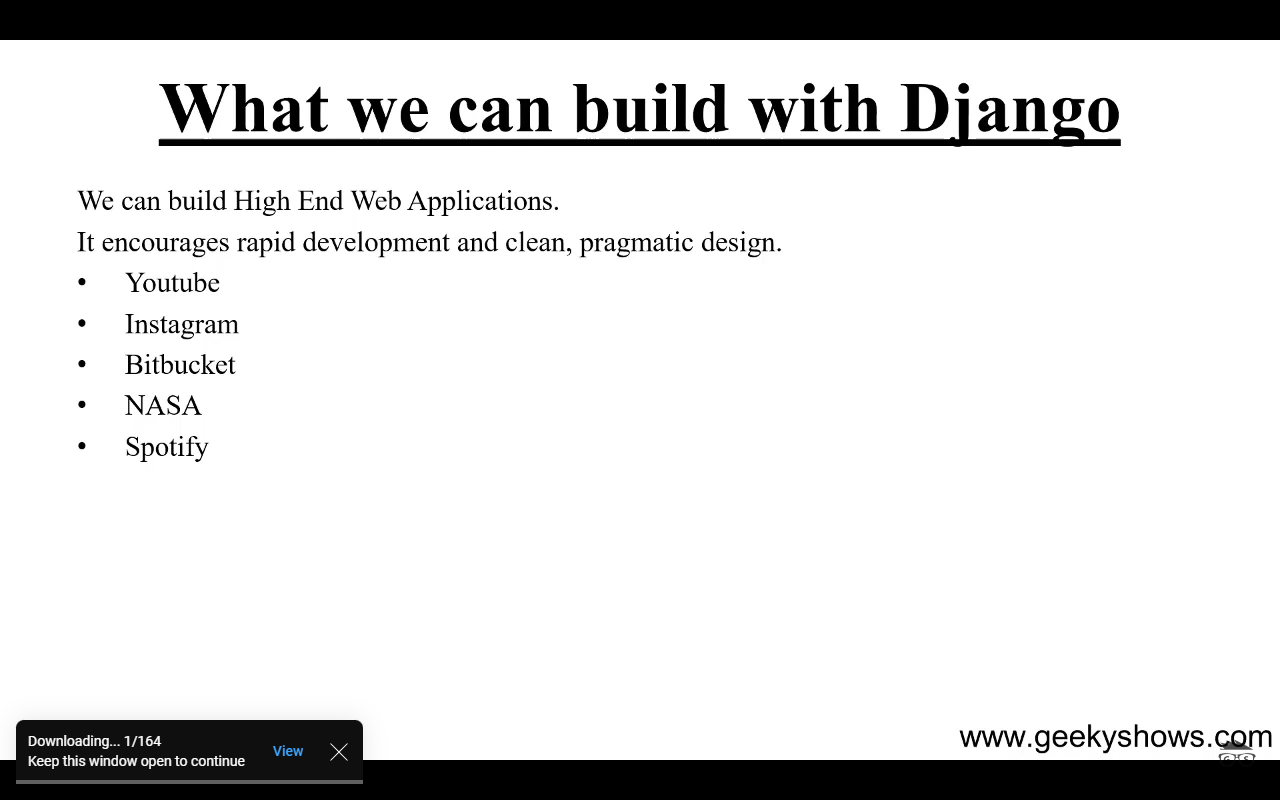 What we can build with Django
We can build High End Web Applications.
It encourages rapid development and clean, pragmatic design.
• Youtube
• Instagram
• Bitbucket
• NASA
• Spotify
www.geekyshows.com
GS
Downloading... 1/164
Keep this window open to continue
View